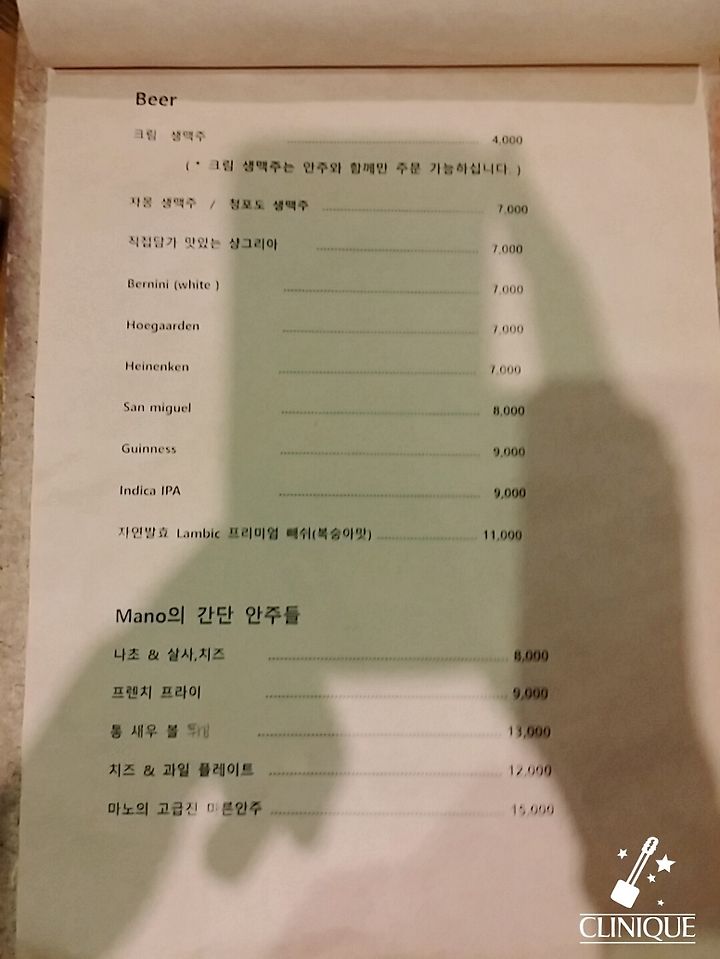 Beer
크림 생맥주 4,000
( * 크림 생맥주는 안주와 함께만 주문 가능하십니다. )
자몽 생맥주 / 청포도 생맥주 7,000
직접담가 맛있는 샹그리아 7,000
Bernini (white ) 7,000
Hoegaarden 7,000
Heinenken 7,000
San miguel 8,000
Guinness 9,000
Indica IPA 9,000
자연발효 Lambic 프리미엄 빼쉬(복숭아맛) 11,000
Mano의 간단 안주들
나초 & 살사,치즈 8,000
프렌치 프라이 9,000
통 새우 볼 튀김 13,000
치즈 & 과일 플레이트 12,000
마노의 고급진 마른안주 15,000
CLINIQUE